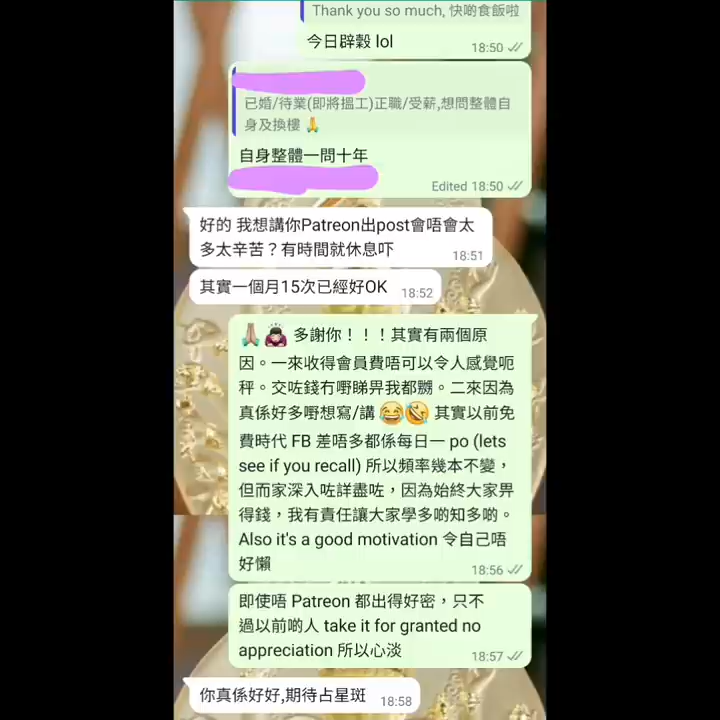 Thank you so much, 快啲食飯啦
今日辟穀 lol
18:50
已婚/待業(即將搵工)正職/受薪,想問整體自
身及換樓 🙏
自身整體一問十年
Edited 18:50
好的 我想講你Patreon出post會唔會太
多太辛苦？有時間就休息吓
18:51
其實一個月15次已經好OK
18:52
🙏🏽 🙇🏻 多謝你！！！其實有兩個原
因。一來收得會員費唔可以令人感覺呃
秤。交咗錢冇嘢睇畀我都嬲。二來因為
真係好多嘢想寫/講 😂🤣 其實以前免
費時代 FB 差唔多都係每日一 po (lets
see if you recall) 所以頻率幾本不變，
但而家深入咗詳盡咗，因為始終大家畀
得錢，我有責任讓大家學多啲知多啲。
Also it's a good motivation 令自己唔
好懶
18:56
即使唔 Patreon 都出得好密，只不
過以前啲人 take it for granted no
appreciation 所以心淡
18:57
你真係好好,期待占星斑
18:58